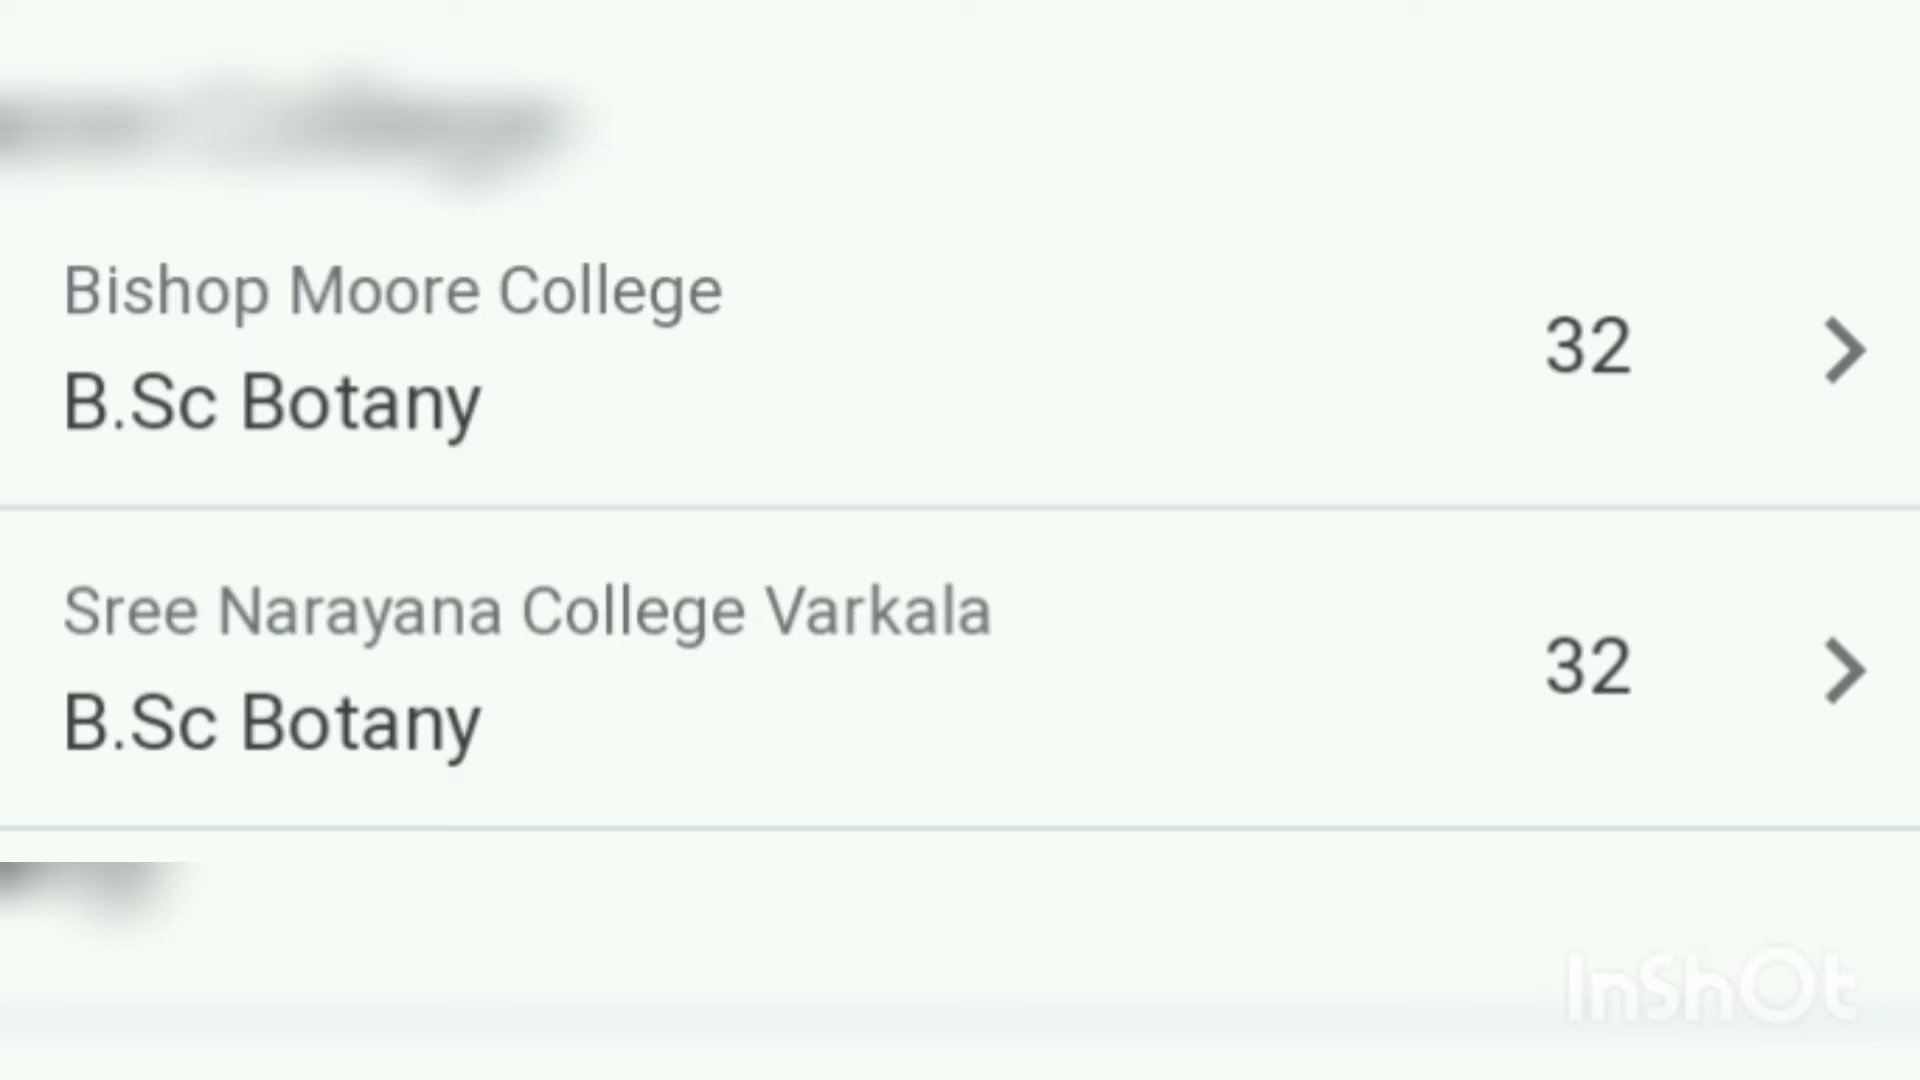 Bishop Moore College
32
B.Sc Botany
Sree Narayana College Varkala
32
B.Sc Botany
InShOt